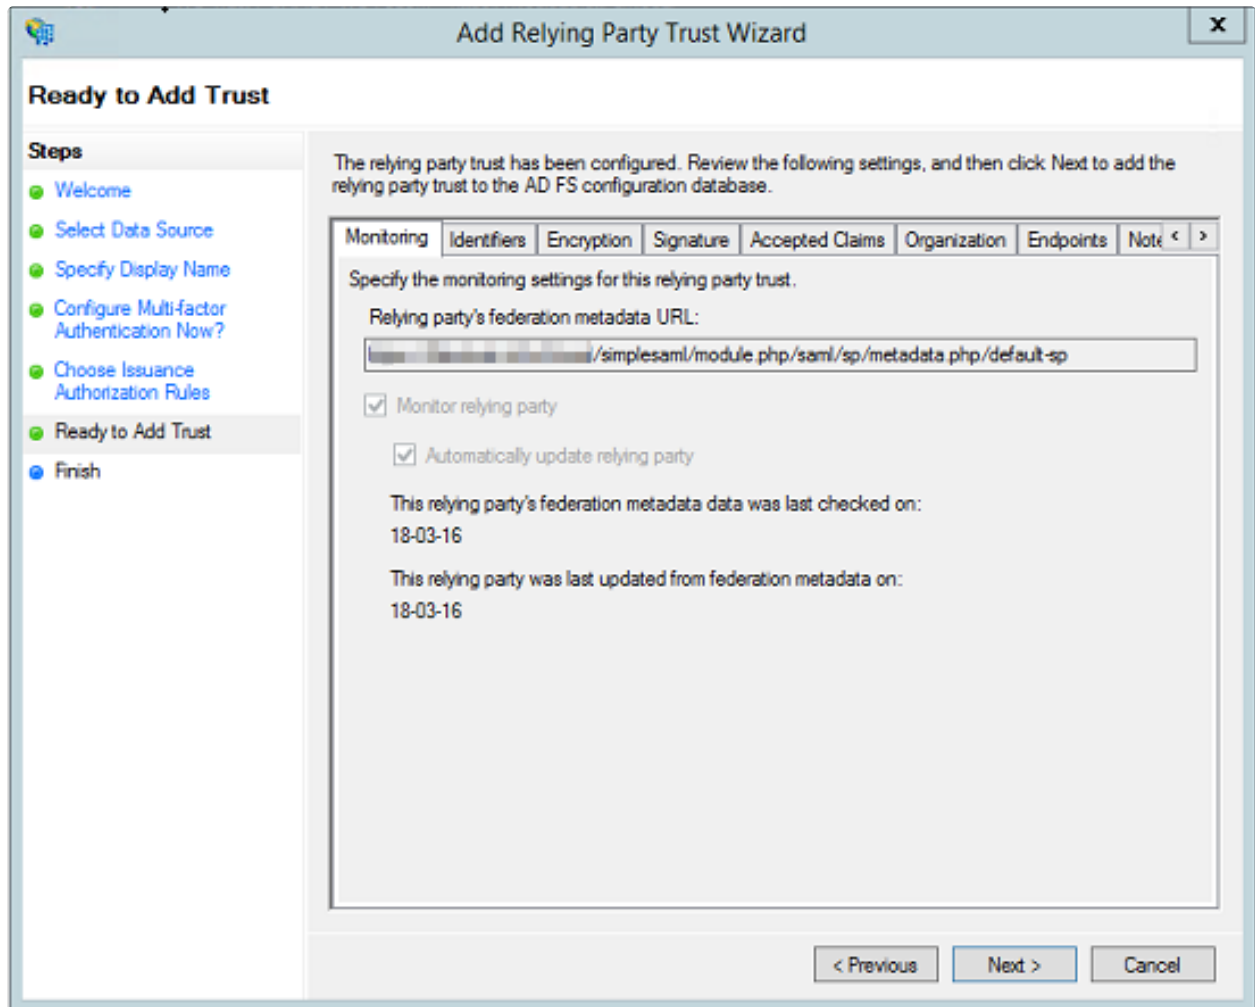 Add Relying Party Trust Wizard
x
Ready to Add Trust
Steps
Welcome
Select Data Source
Specify Display Name
Configure Multi-factor
Authentication Now?
Choose Issuance
Authorization Rules
Ready to Add Trust
Finish
The relying party trust has been configured. Review the following settings, and then click Next to add the
relying party trust to the AD FS configuration database.
Monitoring Identifiers Encryption Signature Accepted Claims Organization Endpoints Note < >
Specify the monitoring settings for this relying party trust.
Relying party's federation metadata URL:
/simplesaml/module.php/saml/sp/metadata.php/default-sp
Monitor relying party
Automatically update relying party
This relying party's federation metadata data was last checked on:
18-03-16
This relying party was last updated from federation metadata on:
18-03-16
< Previous Next > Cancel